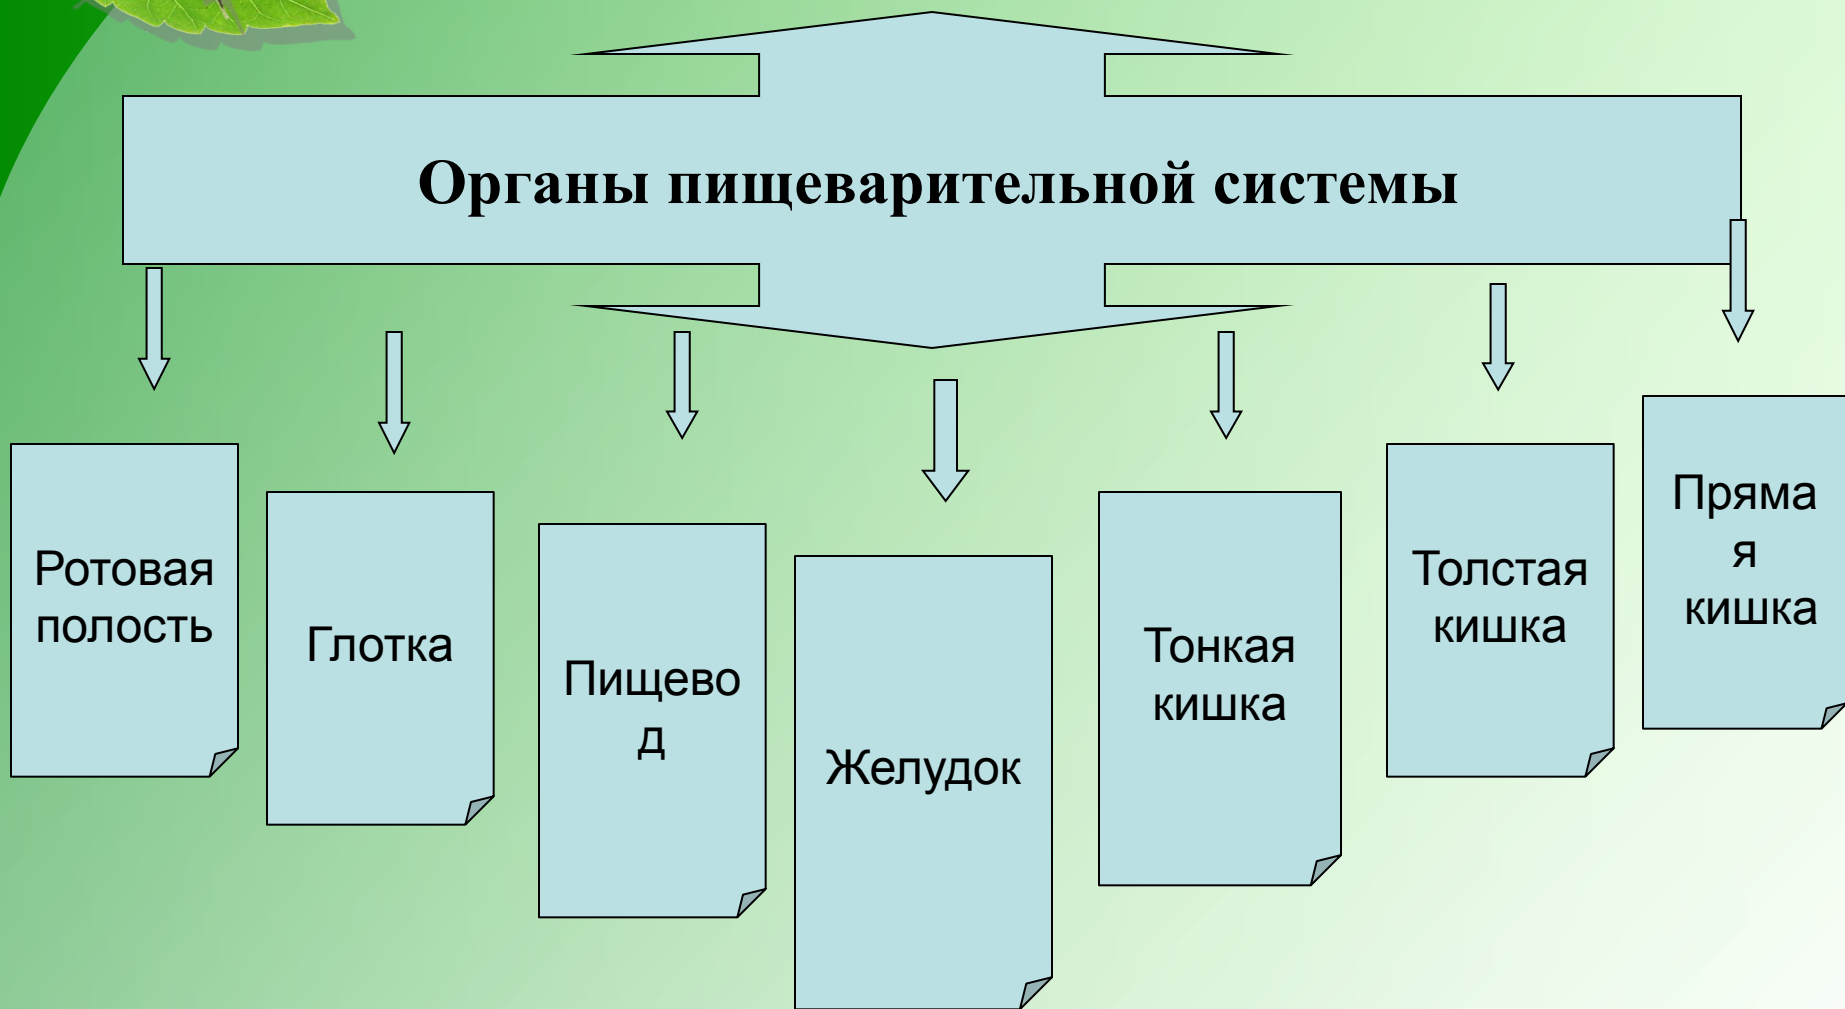 Органы пищеварительной системы
Ротовая
полость
Глотка
Пищево
д
Желудок
Тонкая
кишка
Толстая
кишка
Пряма
я
кишка